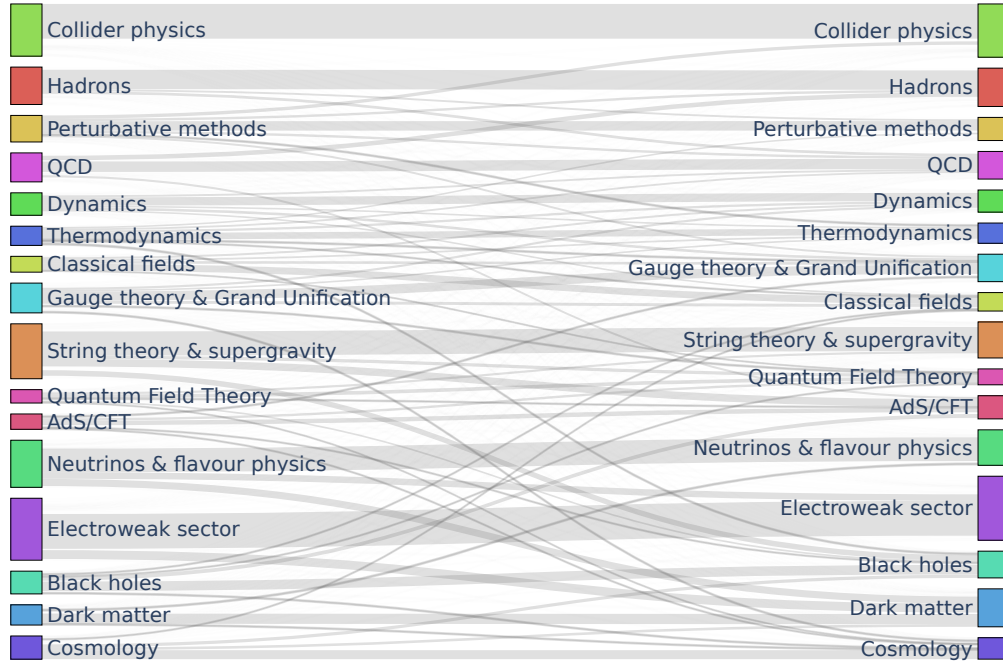 Collider physics
Hadrons
Perturbative methods
QCD
Dynamics
Thermodynamics
Classical fields
Gauge theory & Grand Unification
String theory & supergravity
Quantum Field Theory
AdS/CFT
Neutrinos & flavour physics
Electroweak sector
Black holes
Dark matter
Cosmology
Collider physics
Hadrons
Perturbative methods
QCD
Dynamics
Thermodynamics
Gauge theory & Grand Unification
Classical fields
String theory & supergravity
Quantum Field Theory
AdS/CFT
Neutrinos & flavour physics
Electroweak sector
Black holes
Dark matter
Cosmology